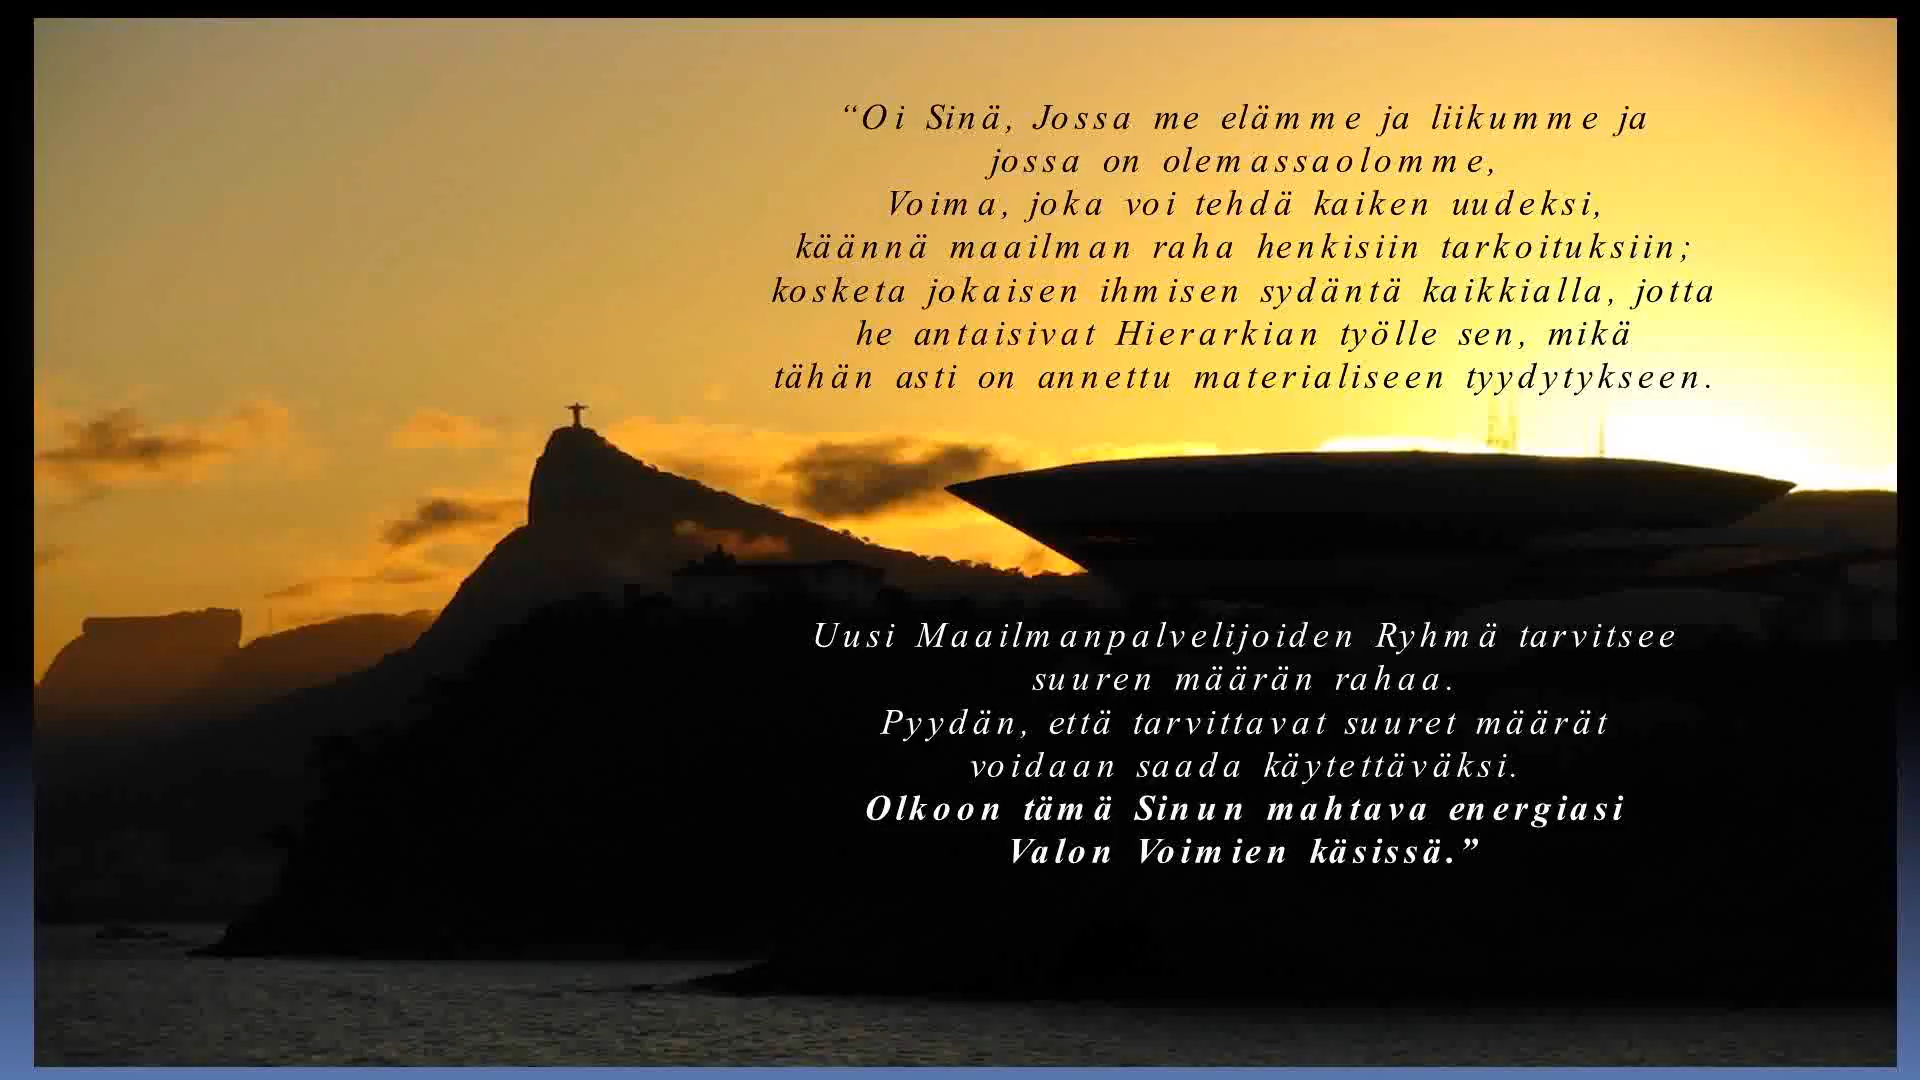 “Oi Sinä, Jossa me elämme ja liikumme ja
jossa on olemassaolomme,
Voima, joka voi tehdä kaiken uudeksi,
käännä maailman raha henkisiin tarkoituksiin;
kosketa jokaisen ihmisen sydäntä kaikkialla, jotta
he antaisivat Hierarkian työlle sen, mikä
tähän asti on annettu materialiseen tyydytykseen.
Uusi Maailmanpalvelijoiden Ryhmä tarvitsee
suuren määrän rahaa.
Pyydän, että tarvittavat suuret määrät
voidaan saada käytettäväksi.
Olkoon tämä Sinun mahtava energiasi
Valon Voimien käsissä.”